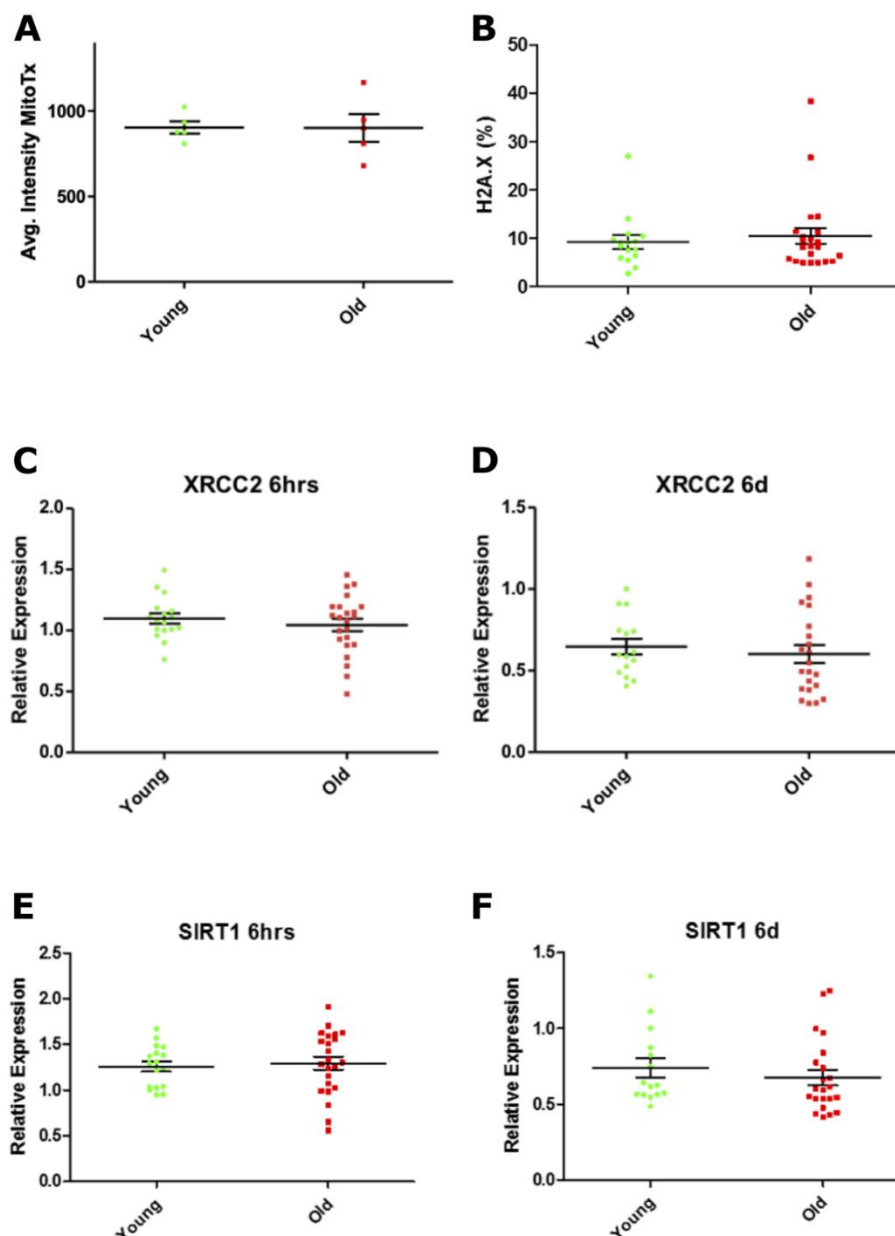 A
Avg. Intensity MitoTx
1000
500
0
Young
Old
B
H2A.X (%)
50
40
30
20
10
0
Young
Old
C
XRCC2 6hrs
Relative Expression
2.0
1.5
1.0
0.5
0.0
Young
Old
D
XRCC2 6d
Relative Expression
1.5
1.0
0.5
0.0
Young
Old
E
SIRT1 6hrs
Relative Expression
2.5
2.0
1.5
1.0
0.5
0.0
Young
Old
F
SIRT1 6d
Relative Expression
1.5
1.0
0.5
0.0
Young
Old